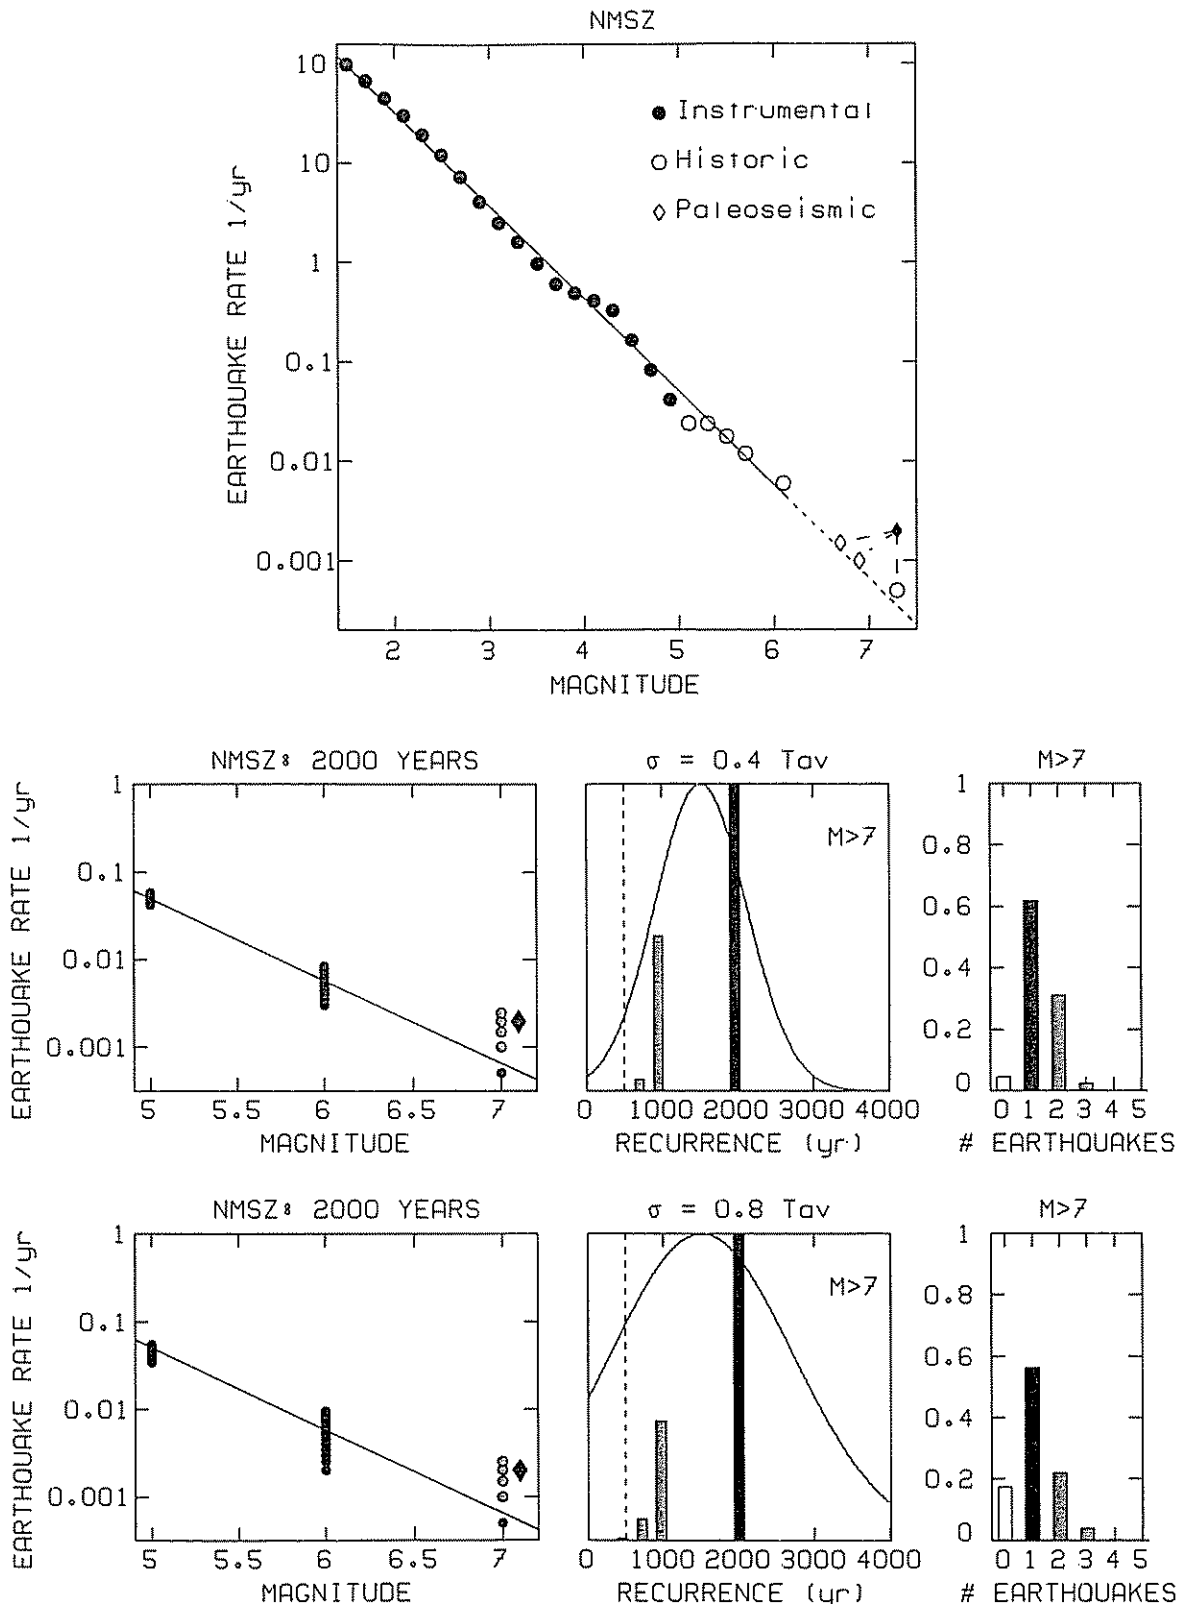 NMSZ
EARTHQUAKE RATE 1/yr
10
10
1
0.1
0.01
0.001
Instrumental
Historic
Paleoseismic
2 3 4 5 6 7
MAGNITUDE
NMSZ: 2000 YEARS
EARTHQUAKE RATE 1/yr
1
0.1
0.01
0.001
5 5.5 6 6.5 7
MAGNITUDE
σ = 0.4 Tav
M>7
0 1000 2000 3000 4000
RECURRENCE (yr)
M>7
1
0.8
0.6
0.4
0.2
0
0 1 2 3 4 5
# EARTHQUAKES
NMSZ: 2000 YEARS
EARTHQUAKE RATE 1/yr
1
0.1
0.01
0.001
5 5.5 6 6.5 7
MAGNITUDE
σ = 0.8 Tav
M>7
0 1000 2000 3000 4000
RECURRENCE (yr)
M>7
1
0.8
0.6
0.4
0.2
0
0 1 2 3 4 5
# EARTHQUAKES